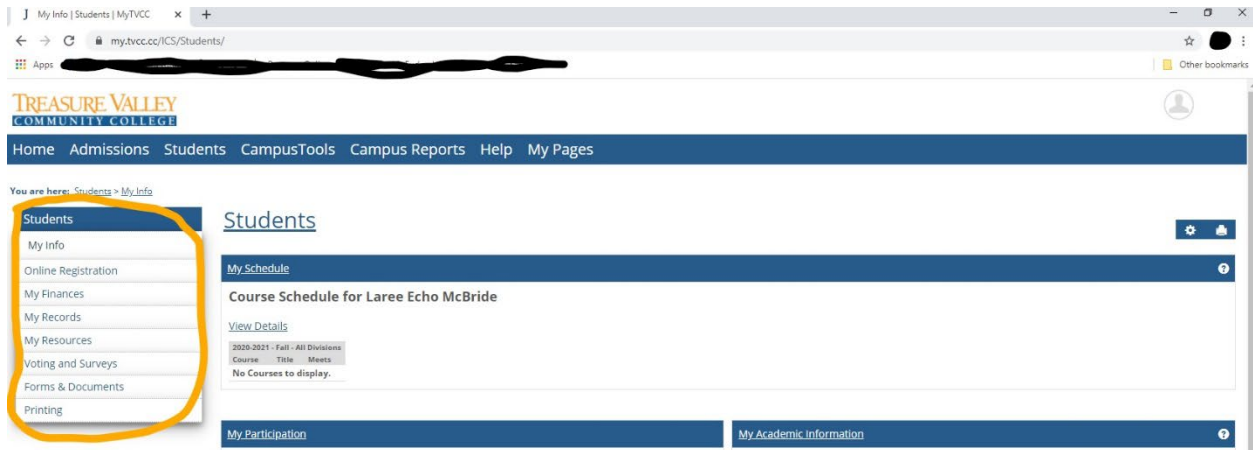 My Info | Students | MyTVCC
my.tvcc.cc/ICS/Students/
Apps
Other bookmarks
TREASURE VALLEY
COMMUNITY COLLEGE
Home Admissions Students CampusTools Campus Reports Help My Pages
You are here: Students > My Info
Students
My Info
Online Registration
My Finances
My Records
My Resources
Voting and Surveys
Forms & Documents
Printing
Students
My Schedule
Course Schedule for Laree Echo McBride
View Details
2020-2021 - Fall - All Divisions
Course Title Meets
No Courses to display.
My Participation
My Academic Information